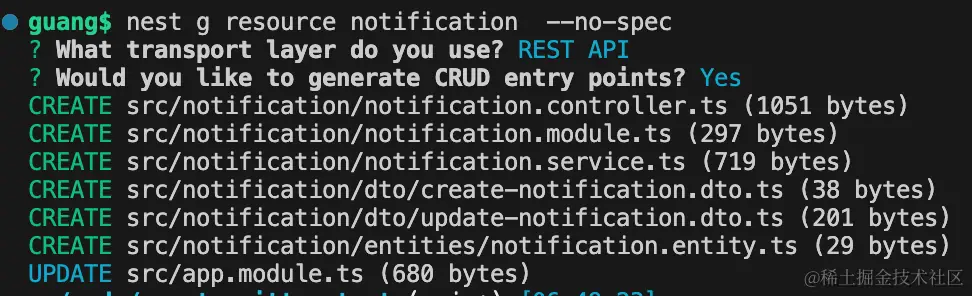 guang$ nest g resource notification  --no-spec
? What transport layer do you use? REST API
? Would you like to generate CRUD entry points? Yes
CREATE src/notification/notification.controller.ts (1051 bytes)
CREATE src/notification/notification.module.ts (297 bytes)
CREATE src/notification/notification.service.ts (719 bytes)
CREATE src/notification/dto/create-notification.dto.ts (38 bytes)
CREATE src/notification/dto/update-notification.dto.ts (201 bytes)
CREATE src/notification/entities/notification.entity.ts (29 bytes)
UPDATE src/app.module.ts (680 bytes)
@稀土掘金技术社区